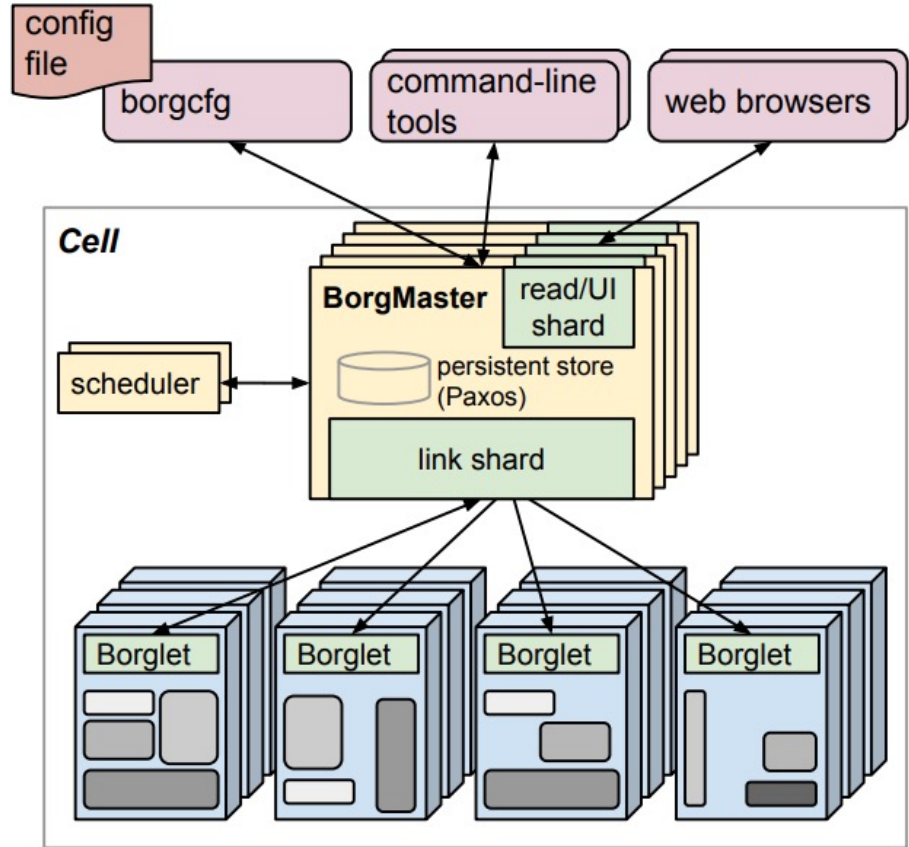 config
file
borgcfg
command-line
tools
web browsers
Cell
BorgMaster
read/UI
shard
persistent store
(Paxos)
scheduler
link shard
Borglet
Borglet
Borglet
Borglet